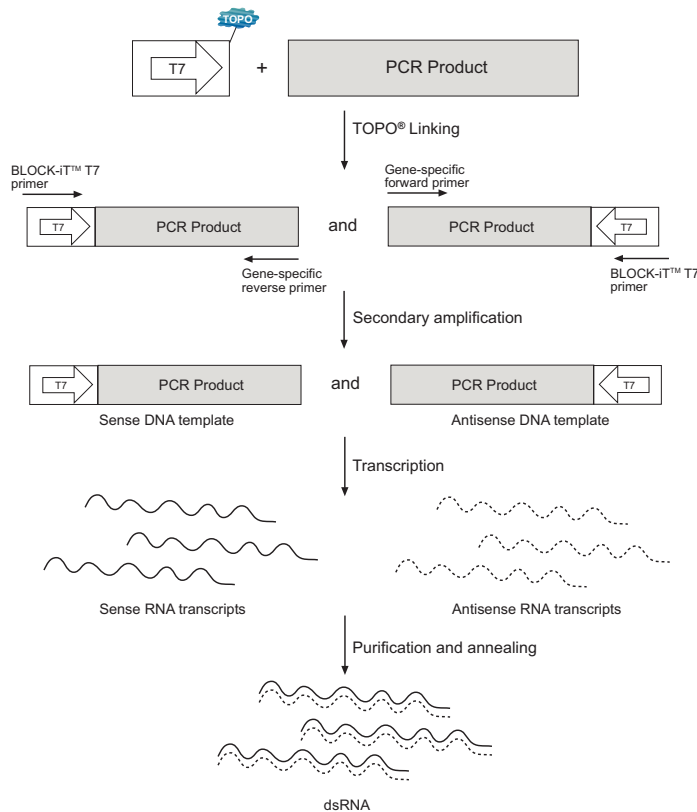 TOPO
T7
+
PCR Product
TOPO® Linking
BLOCK-iT™ T7
primer
Gene-specific
forward primer
T7
PCR Product
and
PCR Product
T7
Gene-specific
reverse primer
BLOCK-iT™ T7
primer
Secondary amplification
T7
PCR Product
and
PCR Product
T7
Sense DNA template
Antisense DNA template
Transcription
Sense RNA transcripts
Antisense RNA transcripts
Purification and annealing
dsRNA